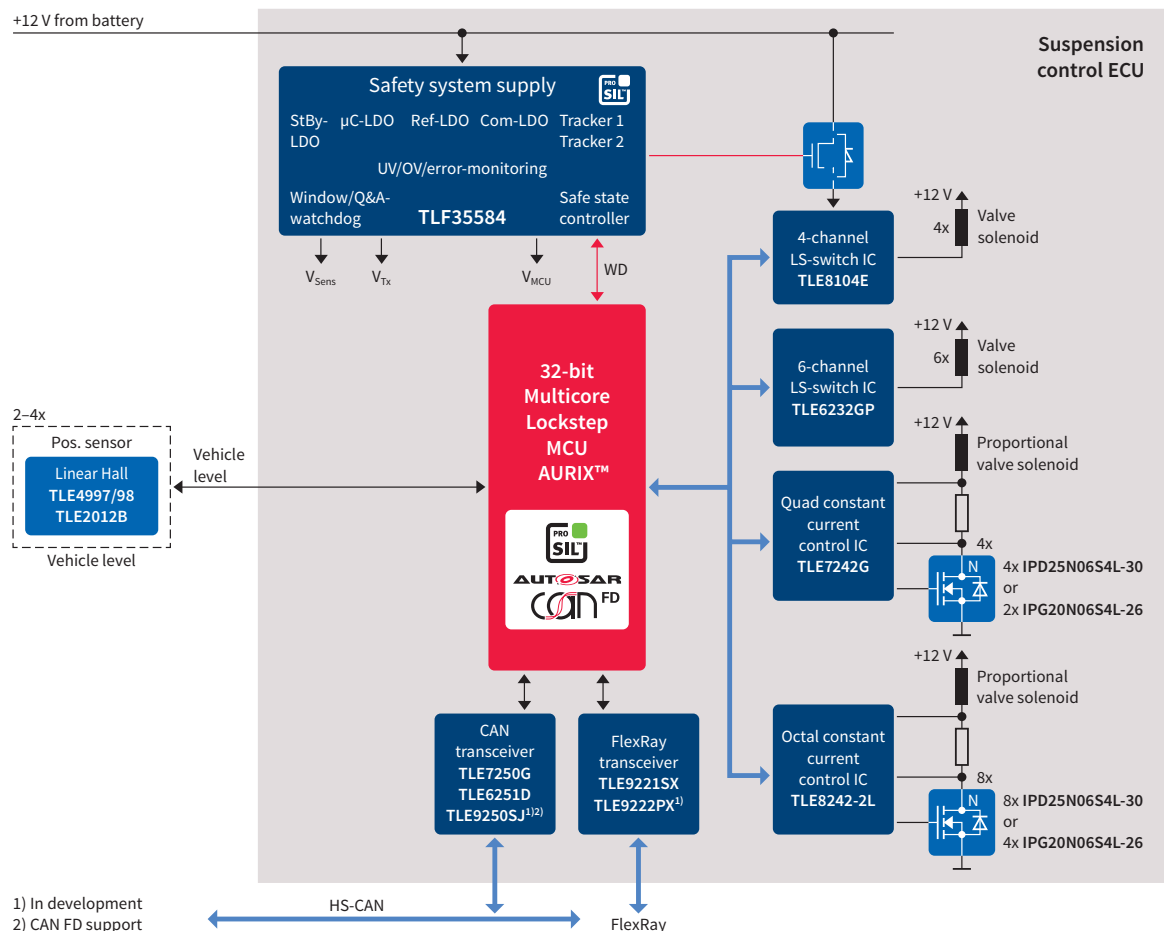 +12 V from battery
Suspension
control ECU
Safety system supply
PRO
SIL™
StBy-
LDO
µC-LDO
Ref-LDO
Com-LDO
Tracker 1
Tracker 2
UV/OV/error-monitoring
Window/Q&A-
watchdog
TLF35584
Safe state
controller
V_Sens
V_Tx
V_MCU
WD
4-channel
LS-switch IC
TLE8104E
+12 V
4x
Valve
solenoid
6-channel
LS-switch IC
TLE6232GP
+12 V
6x
Valve
solenoid
32-bit
Multicore
Lockstep
MCU
AURIX™
PRO
SIL™
AUTOSAR
CAN FD
2–4x
Pos. sensor
Linear Hall
TLE4997/98
TLE2012B
Vehicle level
Vehicle
level
Quad constant
current
control IC
TLE7242G
+12 V
Proportional
valve solenoid
4x
N
4x IPD25N06S4L-30
or
2x IPG20N06S4L-26
Octal constant
current
control IC
TLE8242-2L
+12 V
Proportional
valve solenoid
8x
N
8x IPD25N06S4L-30
or
4x IPG20N06S4L-26
CAN
transceiver
TLE7250G
TLE6251D
TLE9250SJ1)2)
FlexRay
transceiver
TLE9221SX
TLE9222PX1)
HS-CAN
FlexRay
1) In development
2) CAN FD support